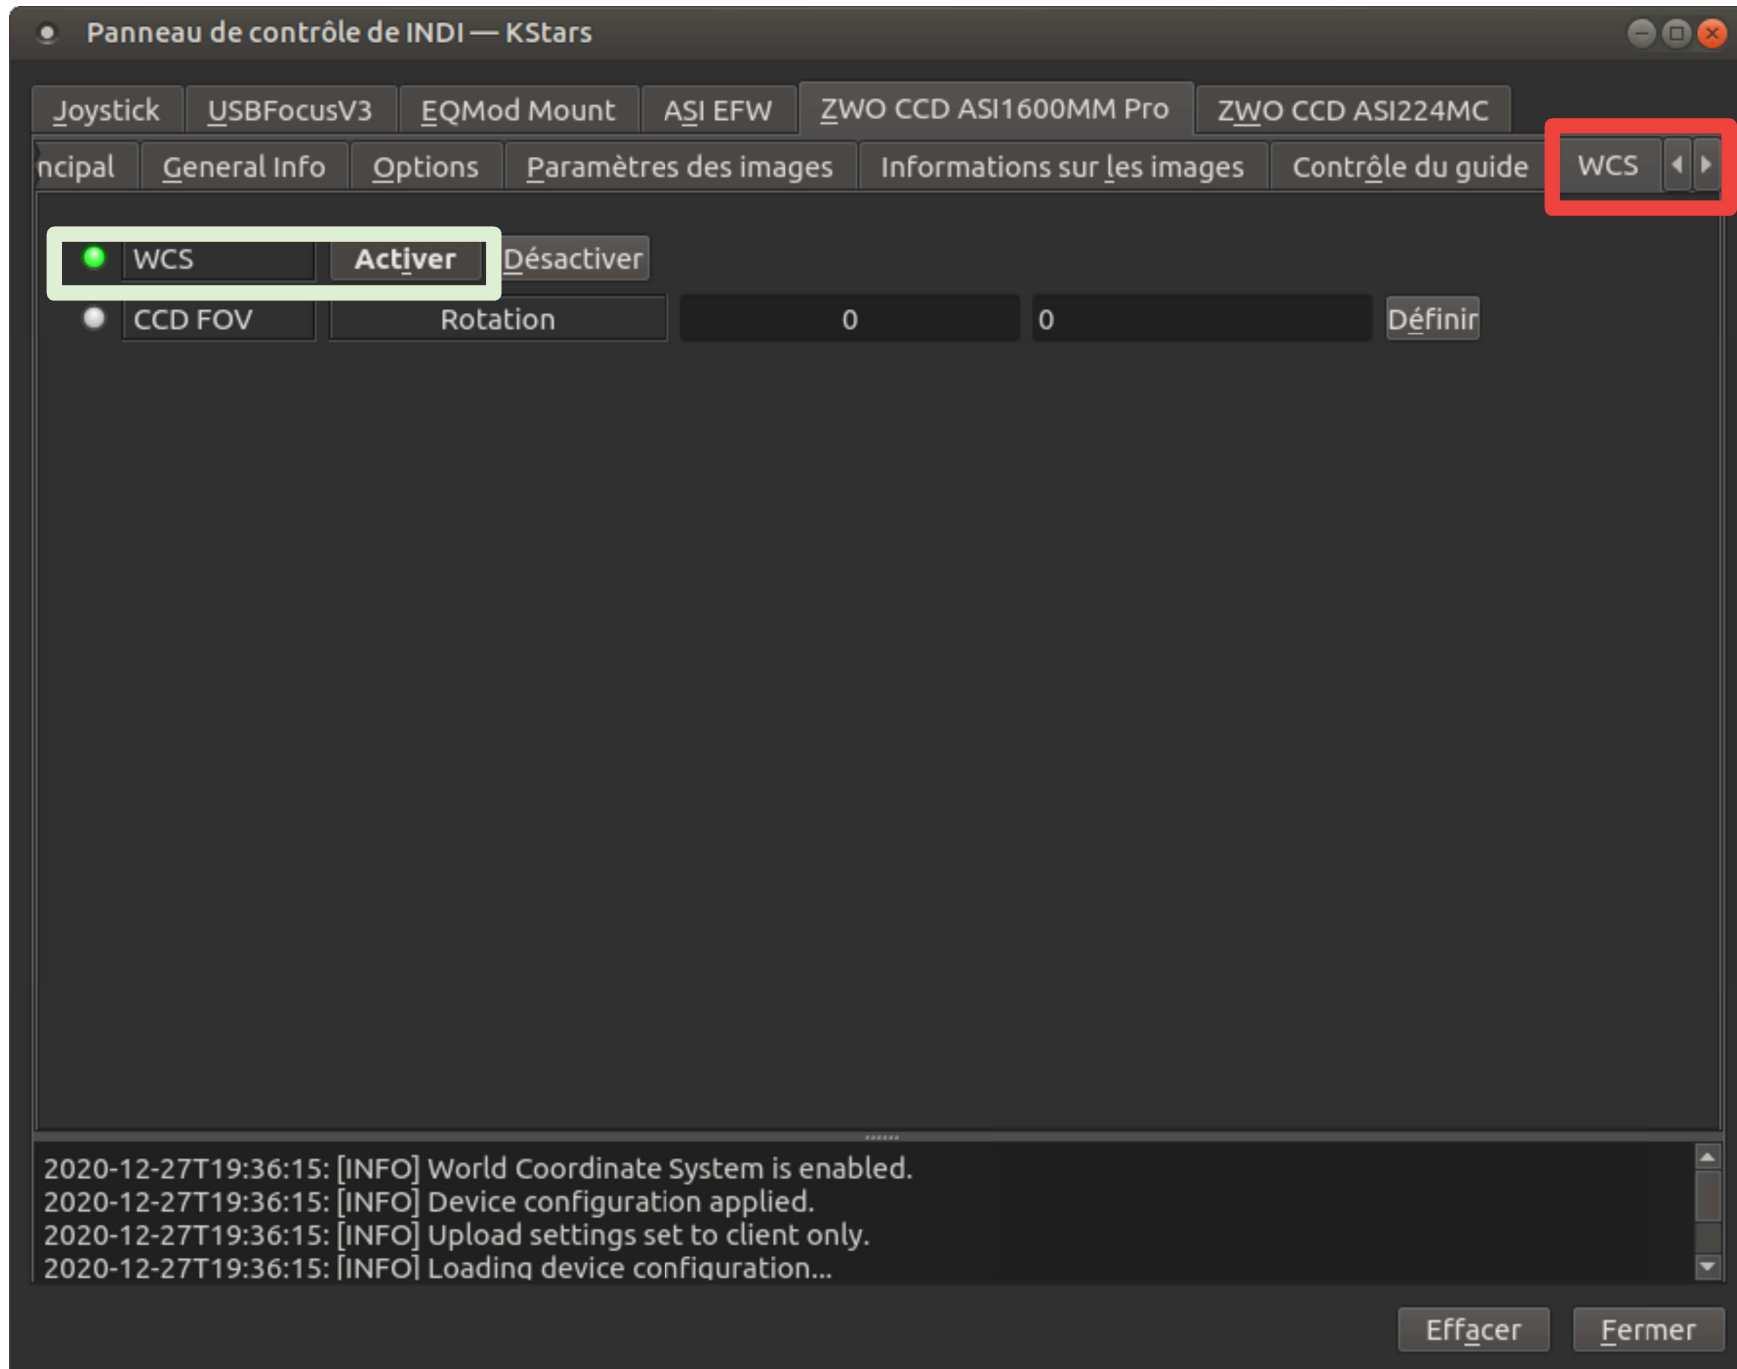 Panneau de contrôle de INDI — KStars
Joystick USBFocusV3 EQMod Mount ASI EFW ZWO CCD ASI1600MM Pro ZWO CCD ASI224MC
ncipal General Info Options Paramètres des images Informations sur les images Contrôle du guide WCS
WCS Activer Désactiver
CCD FOV Rotation 0 0 Définir
2020-12-27T19:36:15: [INFO] World Coordinate System is enabled.
2020-12-27T19:36:15: [INFO] Device configuration applied.
2020-12-27T19:36:15: [INFO] Upload settings set to client only.
2020-12-27T19:36:15: [INFO] Loading device configuration...
Effacer Fermer